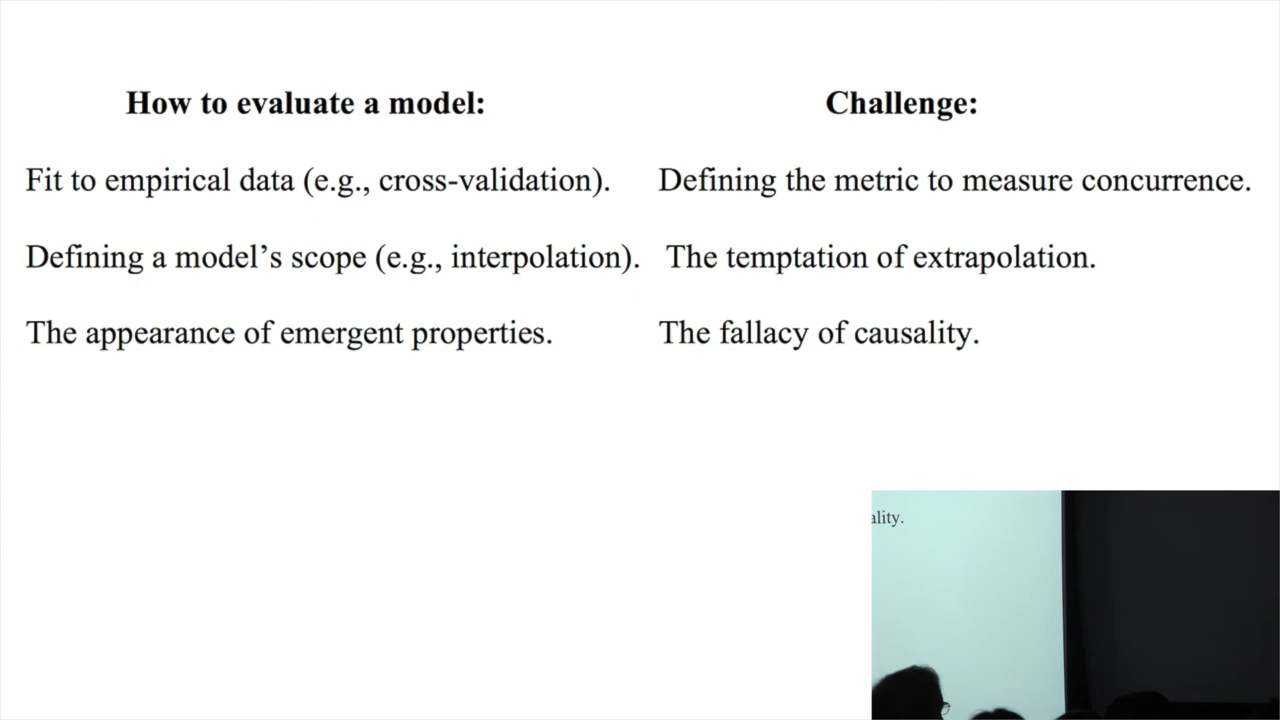 How to evaluate a model:
Challenge:
Fit to empirical data (e.g., cross-validation).
Defining the metric to measure concurrence.
Defining a model’s scope (e.g., interpolation).
The temptation of extrapolation.
The appearance of emergent properties.
The fallacy of causality.
ality.